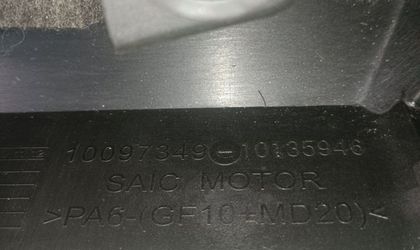 10097349-10135946
SAIC MOTOR
>PA6-(GF10+MD20)<